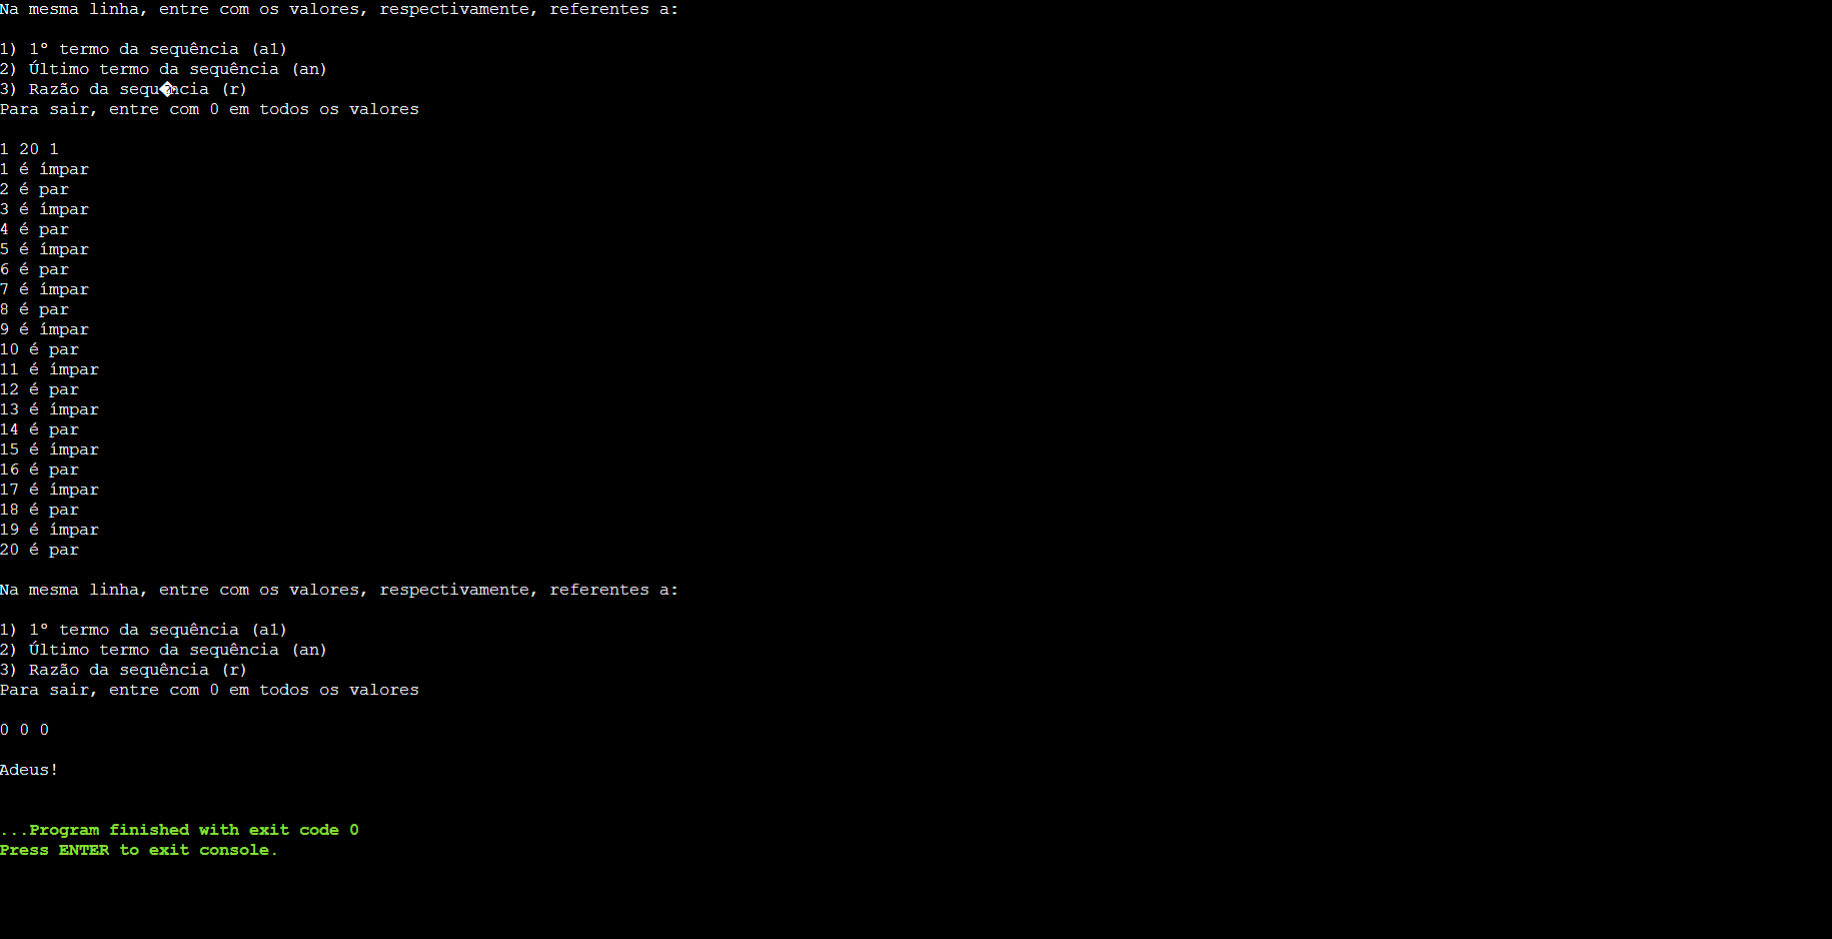 Na mesma linha, entre com os valores, respectivamente, referentes a:
1) 1º termo da sequência (a1)
2) Último termo da sequência (an)
3) Razão da sequ�ncia (r)
Para sair, entre com 0 em todos os valores
1 20 1
1 é ímpar
2 é par
3 é ímpar
4 é par
5 é ímpar
6 é par
7 é ímpar
8 é par
9 é ímpar
10 é par
11 é ímpar
12 é par
13 é ímpar
14 é par
15 é ímpar
16 é par
17 é ímpar
18 é par
19 é ímpar
20 é par
Na mesma linha, entre com os valores, respectivamente, referentes a:
1) 1º termo da sequência (a1)
2) Último termo da sequência (an)
3) Razão da sequência (r)
Para sair, entre com 0 em todos os valores
0 0 0
Adeus!
...Program finished with exit code 0
Press ENTER to exit console.